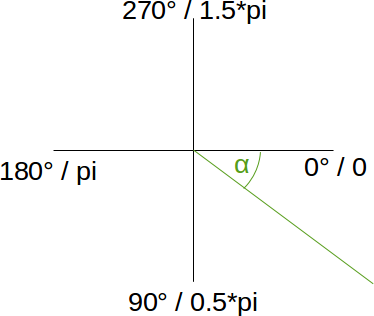 270° / 1.5*pi
α
0° / 0
180° / pi
90° / 0.5*pi